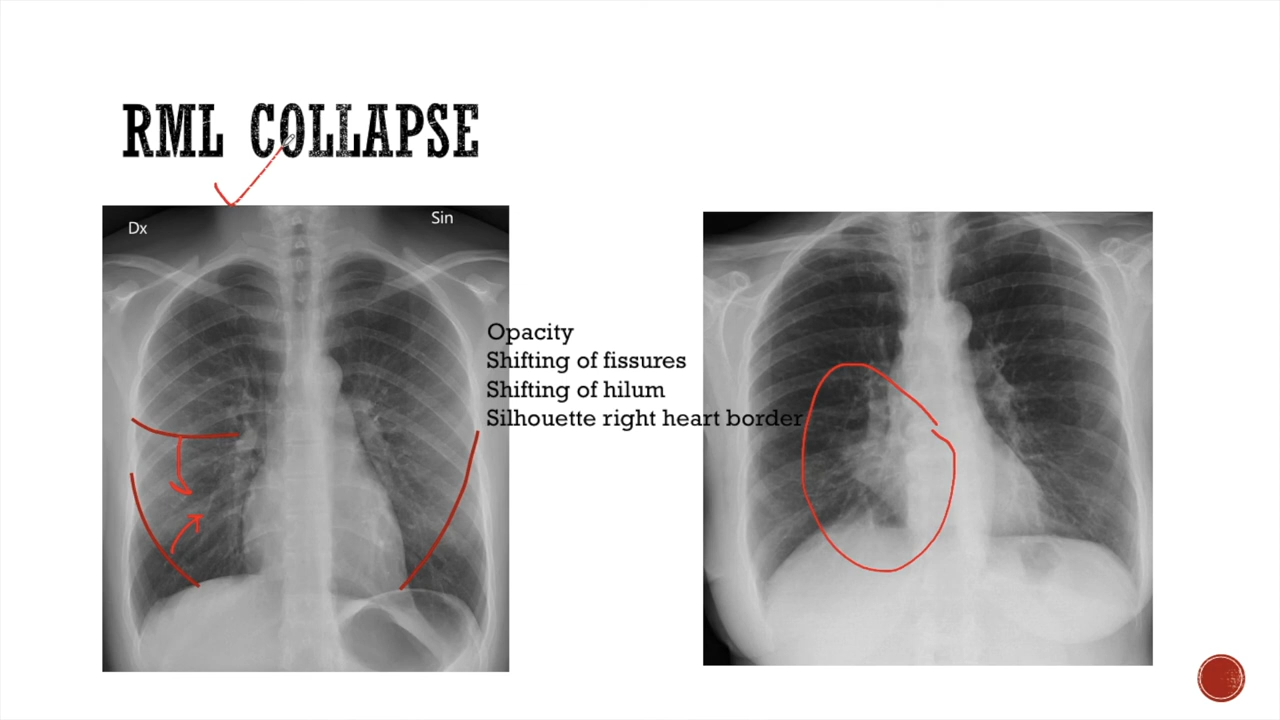 RML COLLAPSE
Dx
Sin
Opacity
Shifting of fissures
Shifting of hilum
Silhouette right heart border